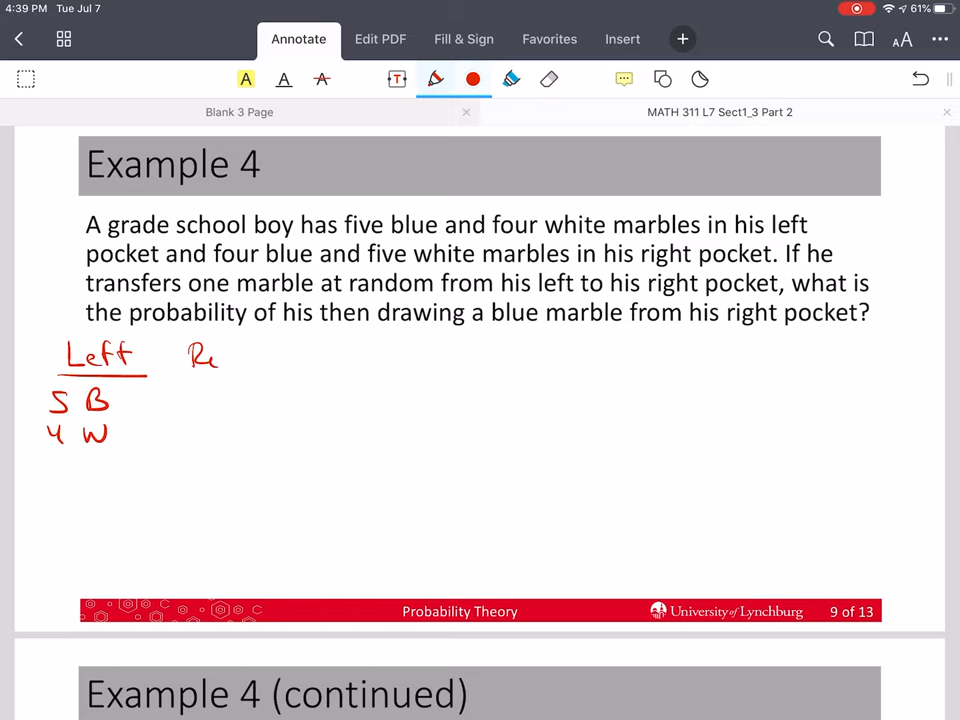 4:39 PM Tue Jul 7 61%
Annotate Edit PDF Fill & Sign Favorites Insert
Blank 3 Page MATH 311 L7 Sect1_3 Part 2
Example 4
A grade school boy has five blue and four white marbles in his left
pocket and four blue and five white marbles in his right pocket. If he
transfers one marble at random from his left to his right pocket, what is
the probability of his then drawing a blue marble from his right pocket?
Left
5 B
4 W
Probability Theory University of Lynchburg 9 of 13
Example 4 (continued)